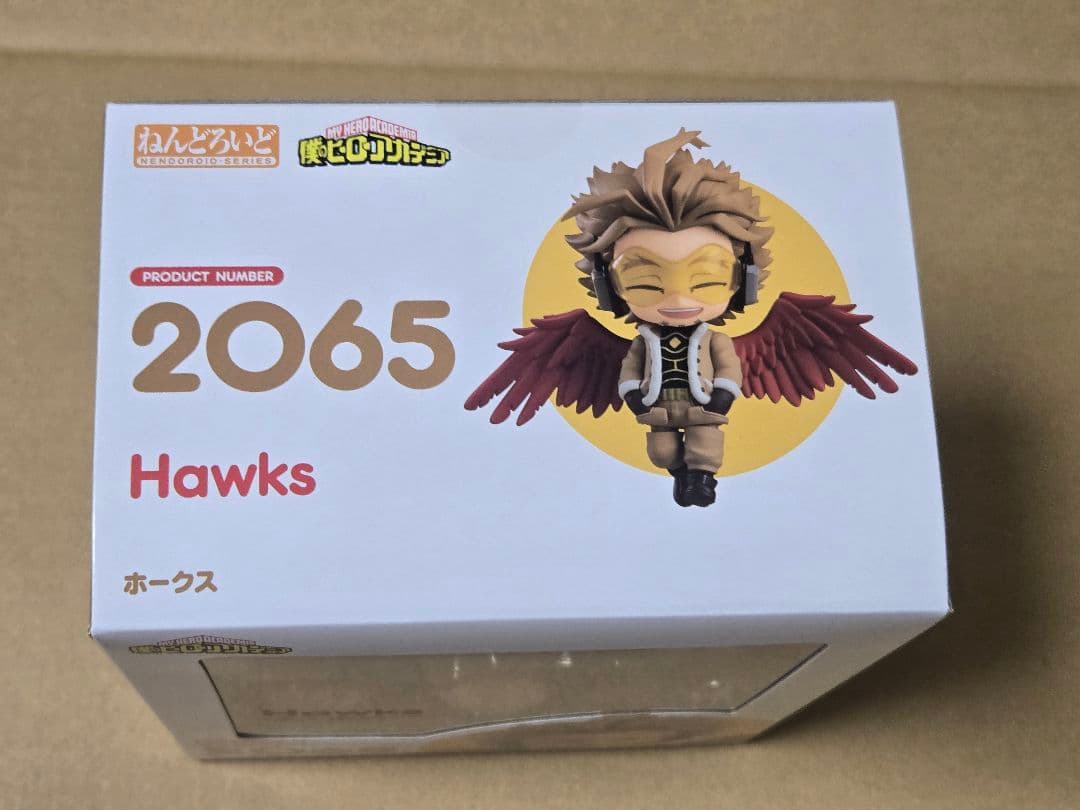 ねんどろいど
NENDOROID·SERIES
MY HERO ACADEMIA
僕のヒーローアカデミア
PRODUCT NUMBER
2065
Hawks
ホークス
MY HERO ACADEMIA
僕のヒーローアカデミア
Hawks